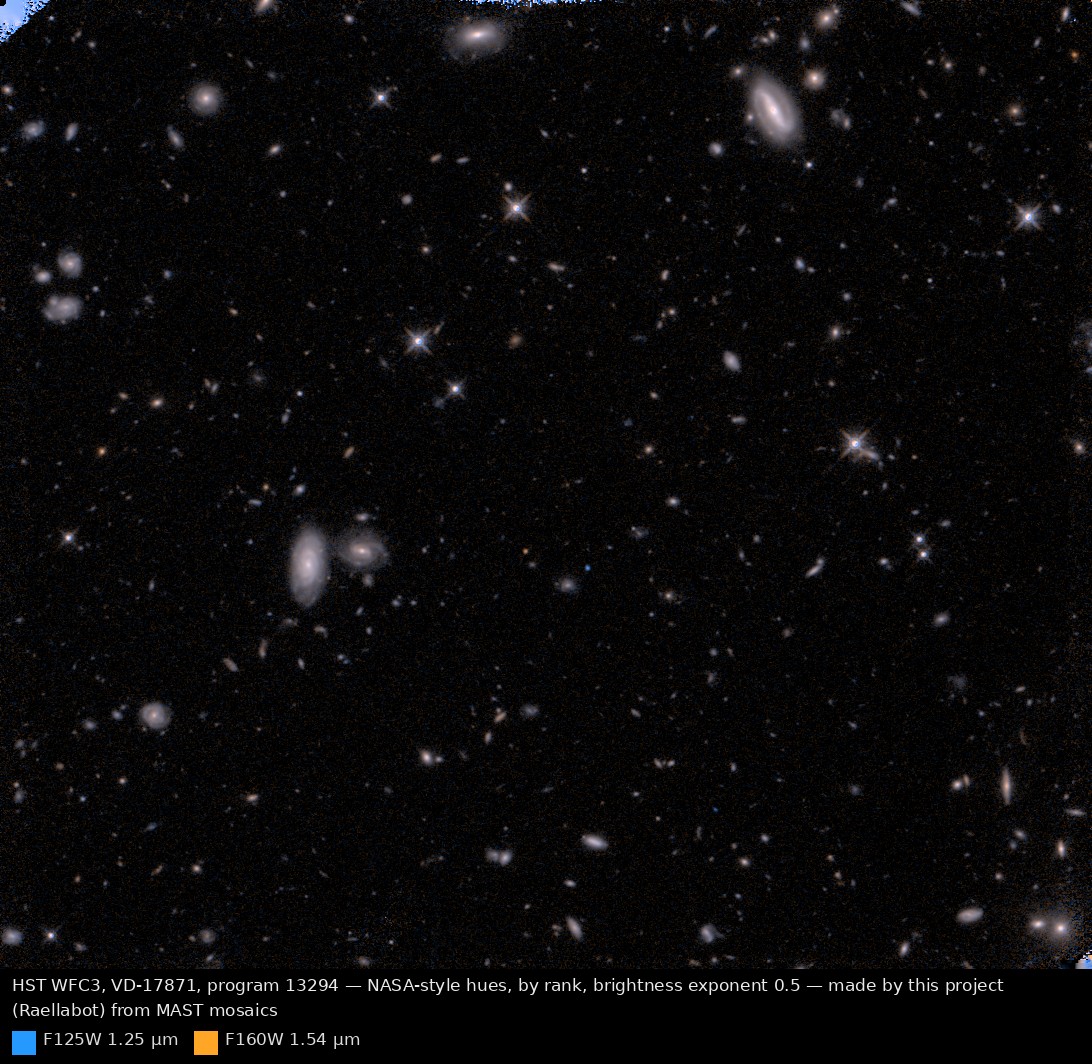 HST WFC3, VD-17871, program 13294 — NASA-style hues, by rank, brightness exponent 0.5 — made by this project
(Raellabot) from MAST mosaics
F125W 1.25 µm F160W 1.54 µm